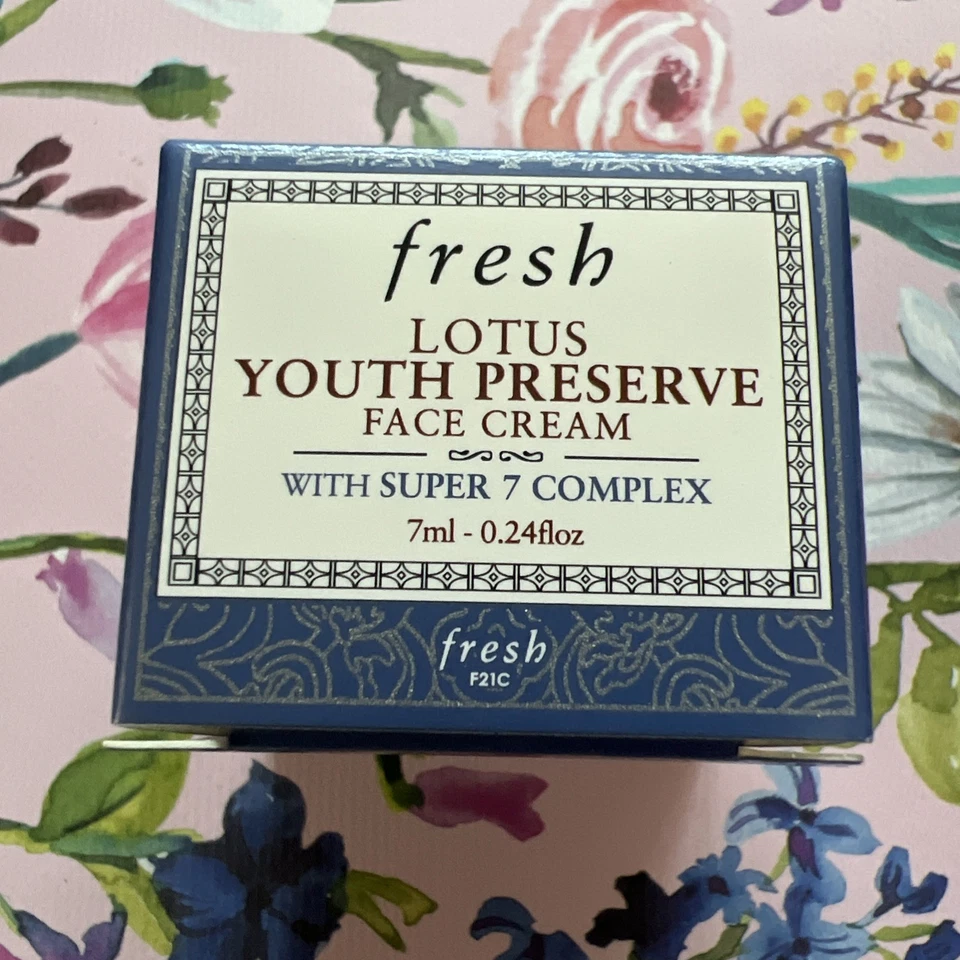 fresh
LOTUS
YOUTH PRESERVE
FACE CREAM
WITH SUPER 7 COMPLEX
7ml - 0.24floz
fresh
F21C